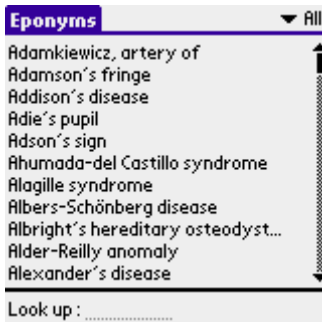 Eponyms
All
Adamkiewicz, artery of
Adamson´s fringe
Addison´s disease
Adie´s pupil
Adson´s sign
Ahumada-del Castillo syndrome
Alagille syndrome
Albers-Schönberg disease
Albright´s hereditary osteodyst...
Alder-Reilly anomaly
Alexander´s disease
Look up :